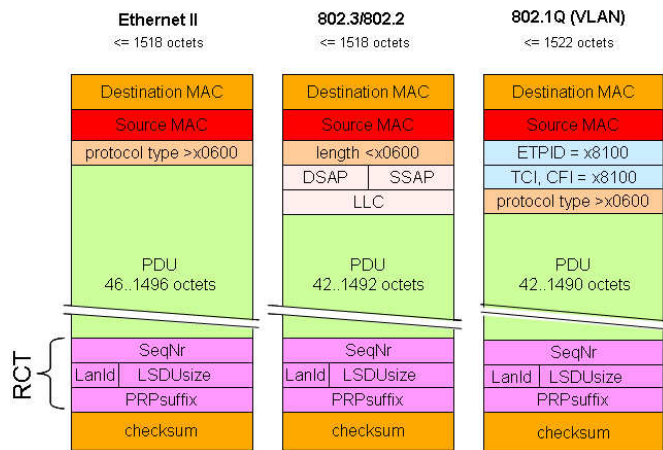 Ethernet II
<= 1518 octets
Destination MAC
Source MAC
protocol type >x0600
PDU
46..1496 octets
SeqNr
LanId
LSDUsize
PRPsuffix
checksum
802.3/802.2
<= 1518 octets
Destination MAC
Source MAC
length <x0600
DSAP
SSAP
LLC
PDU
42..1492 octets
SeqNr
LanId
LSDUsize
PRPsuffix
checksum
802.1Q (VLAN)
<= 1522 octets
Destination MAC
Source MAC
ETPID = x8100
TCI, CFI = x8100
protocol type >x0600
PDU
42..1490 octets
SeqNr
LanId
LSDUsize
PRPsuffix
checksum
RCT